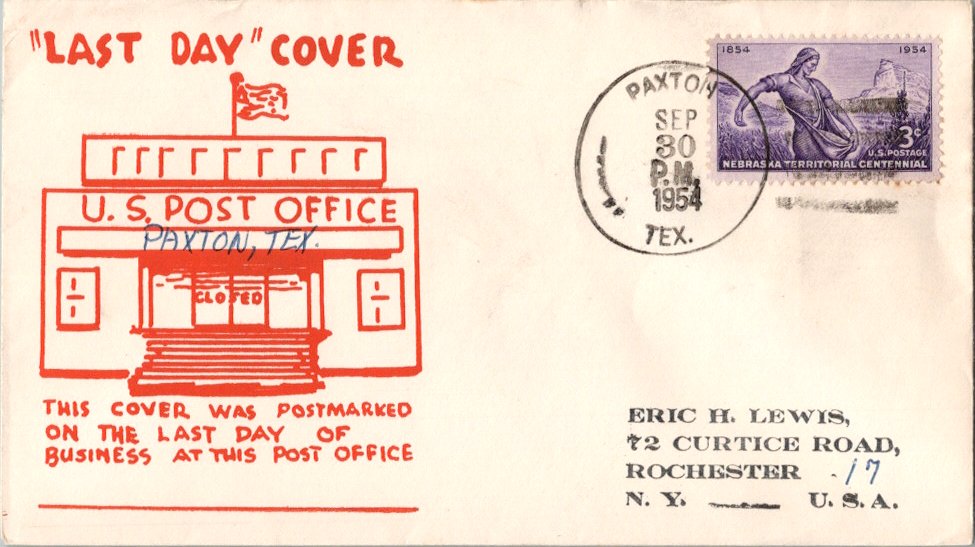 "LAST DAY" COVER
U.S. POST OFFICE
PAXTON, TEX.
CLOSED
THIS COVER WAS POSTMARKED
ON THE LAST DAY OF
BUSINESS AT THIS POST OFFICE
PAXTON
SEP
30
P.M.
1954
TEX.
1854 1954
3¢
U.S. POSTAGE
NEBRASKA TERRITORIAL CENTENNIAL
ERIC H. LEWIS,
72 CURTICE ROAD,
ROCHESTER 17
N. Y. U. S. A.